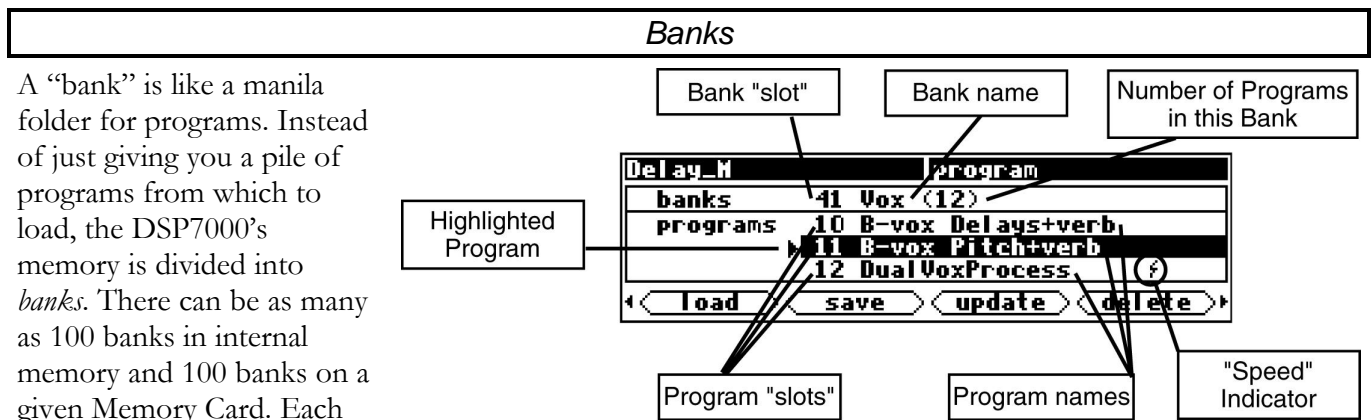 Banks
A “bank” is like a manila
folder for programs. Instead
of just giving you a pile of
programs from which to
load, the DSP7000’s
memory is divided into
banks. There can be as many
as 100 banks in internal
memory and 100 banks on a
given Memory Card. Each
Bank "slot"
Bank name
Number of Programs
in this Bank
Highlighted
Program
Delay_M program
banks 41 Vox (12)
programs 10 B-vox Delays+verb
11 B-vox Pitch+verb
12 DualVoxProcess
load save update delete
Program "slots"
Program names
"Speed"
Indicator